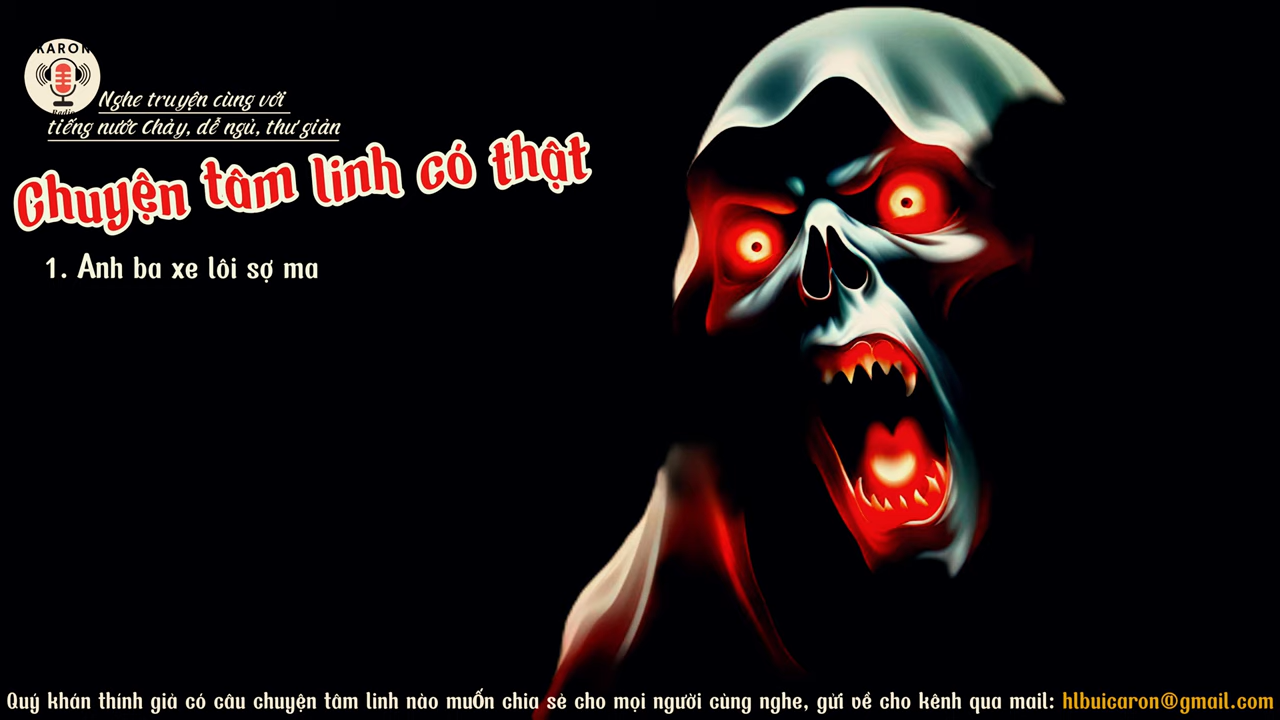 KARON
Radio
Nghe truyện cùng với
tiếng nước Chảy, dễ ngủ, thư giản
Chuyện tâm linh có thật
1. Anh ba xe lôi sợ ma
Quý khán thính giả có câu chuyện tâm linh nào muốn chia sẻ cho mọi người cùng nghe, gửi về cho kênh qua mail: hlbuicaron@gmail.com